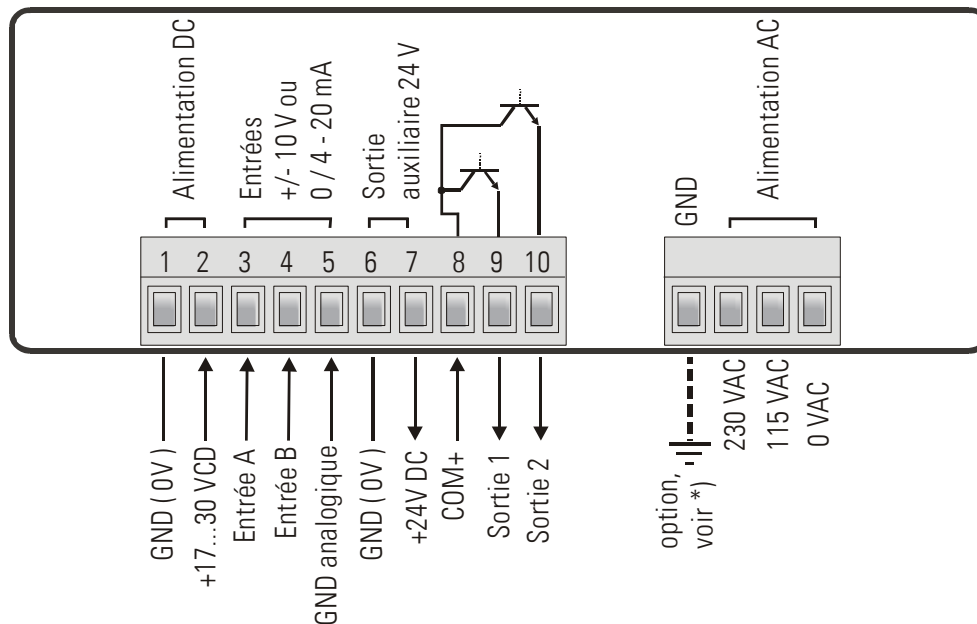 Alimentation DC
Entrées
+/- 10 V ou
0 / 4 - 20 mA
Sortie
auxiliaire 24 V
GND
Alimentation AC
1 2 3 4 5 6 7 8 9 10
GND ( 0V )
+17...30 VCD
Entrée A
Entrée B
GND analogique
GND ( 0V )
+24V DC
COM+
Sortie 1
Sortie 2
option,
voir *)
230 VAC
115 VAC
0 VAC